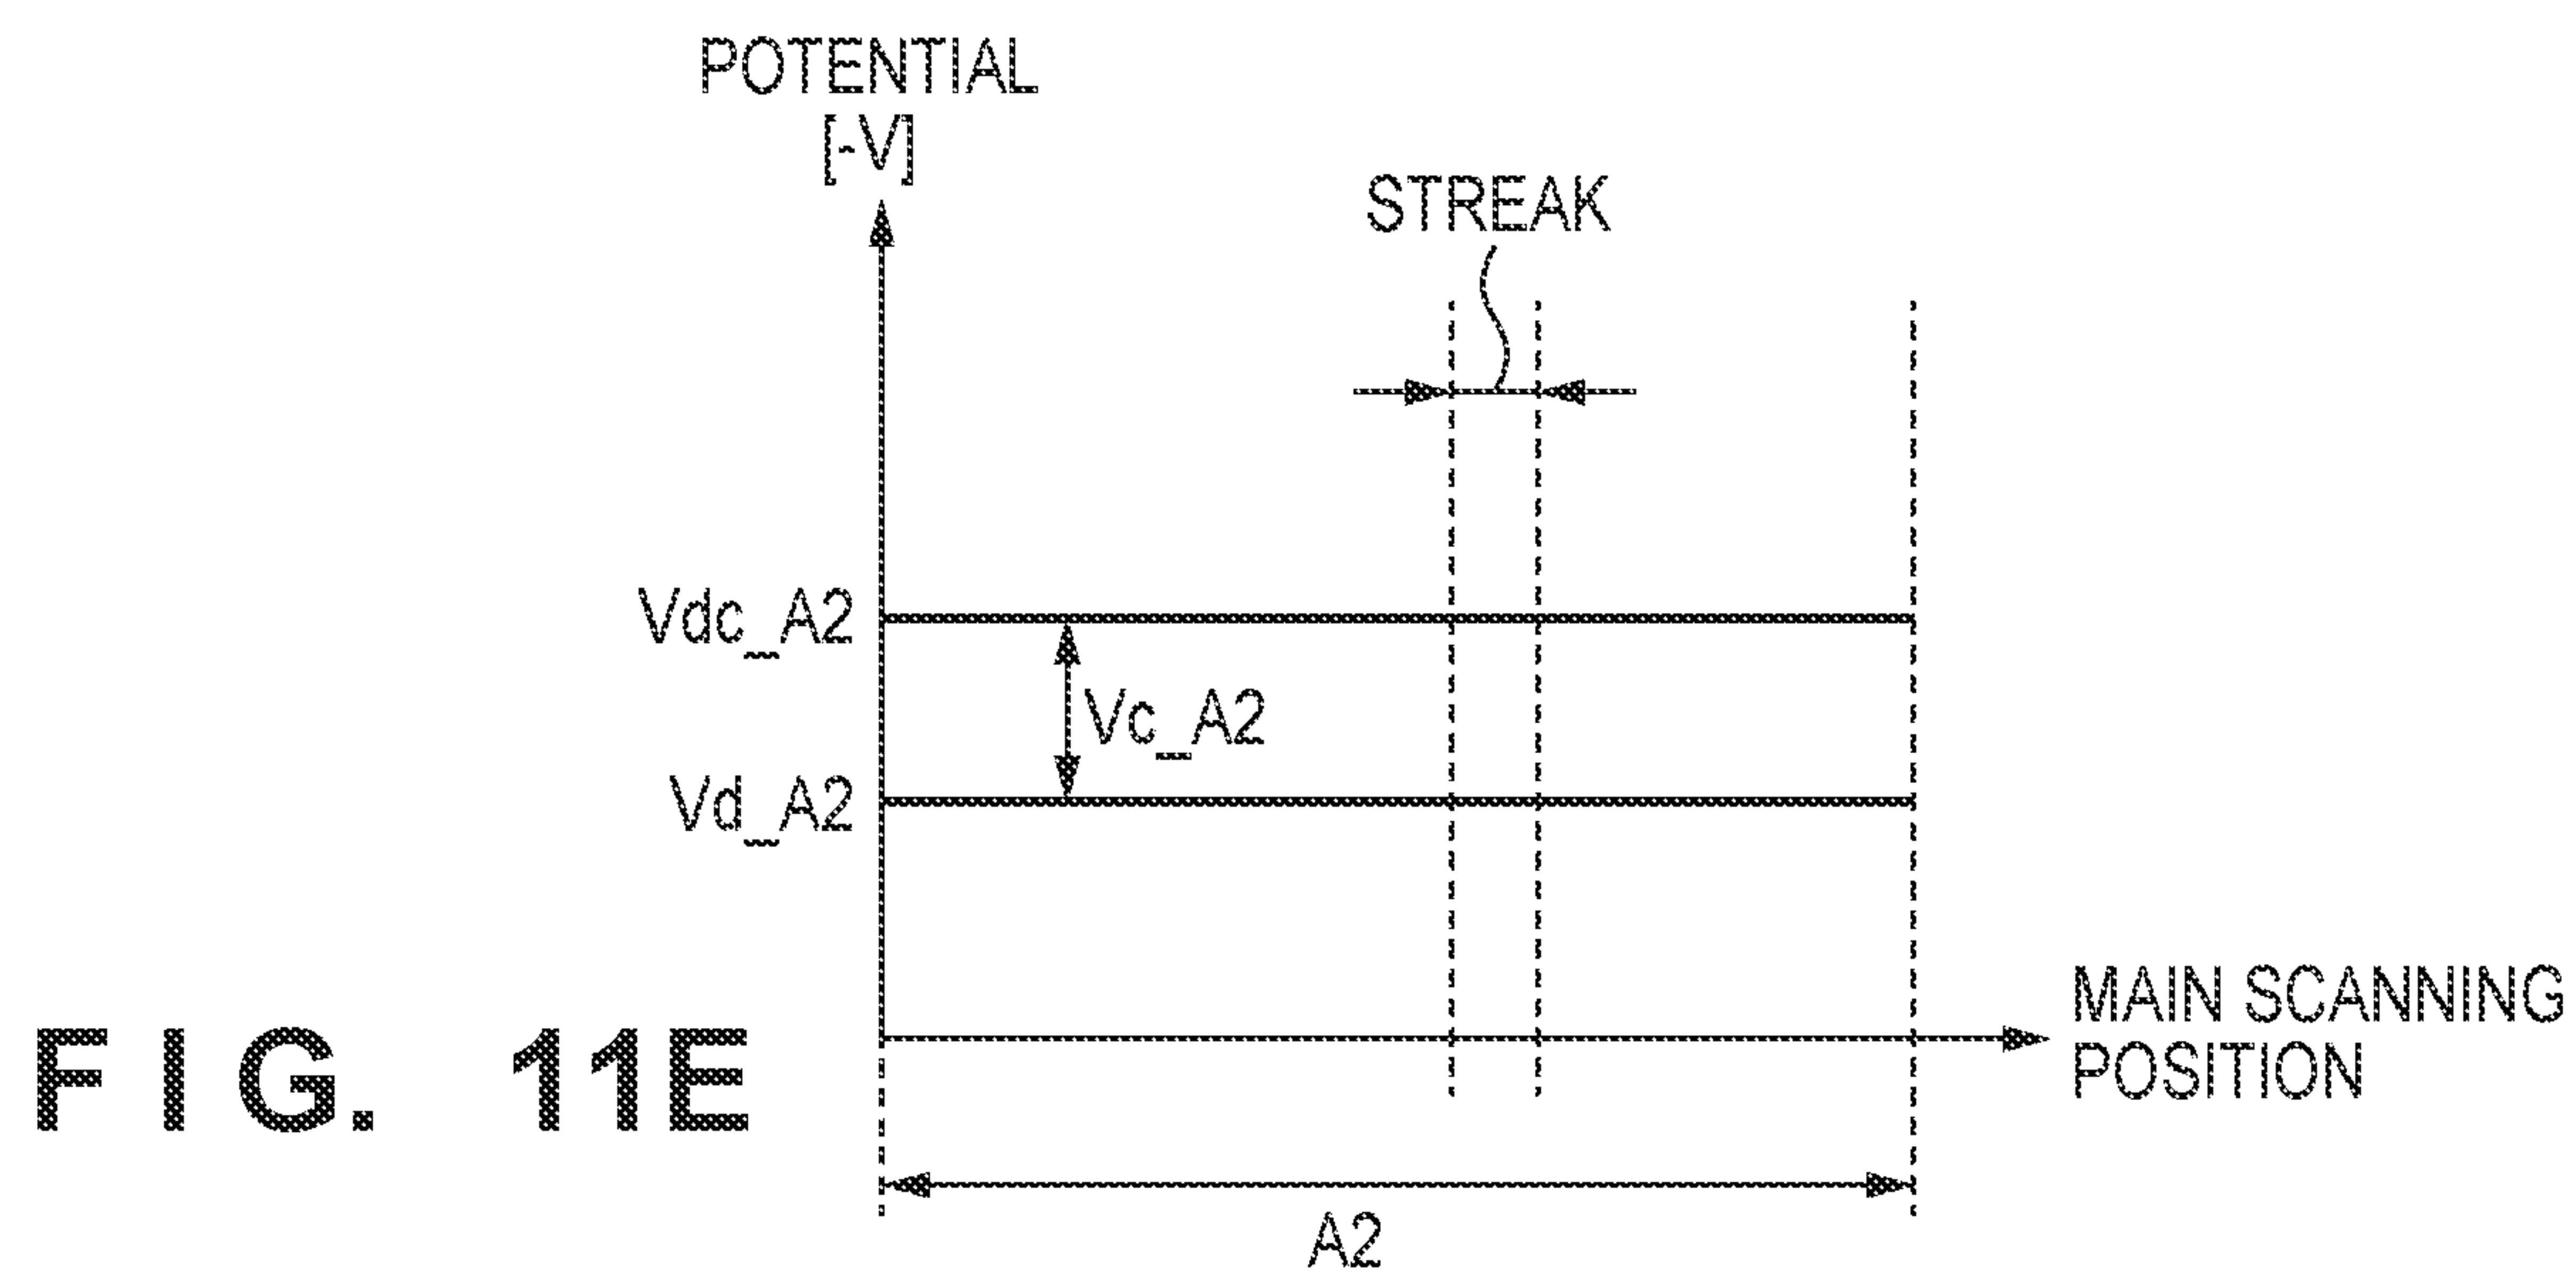 POTENTIAL
[-V]
STREAK
Vdc_A2
Vc_A2
Vd_A2
MAIN SCANNING
POSITION
FIG. 11E
A2